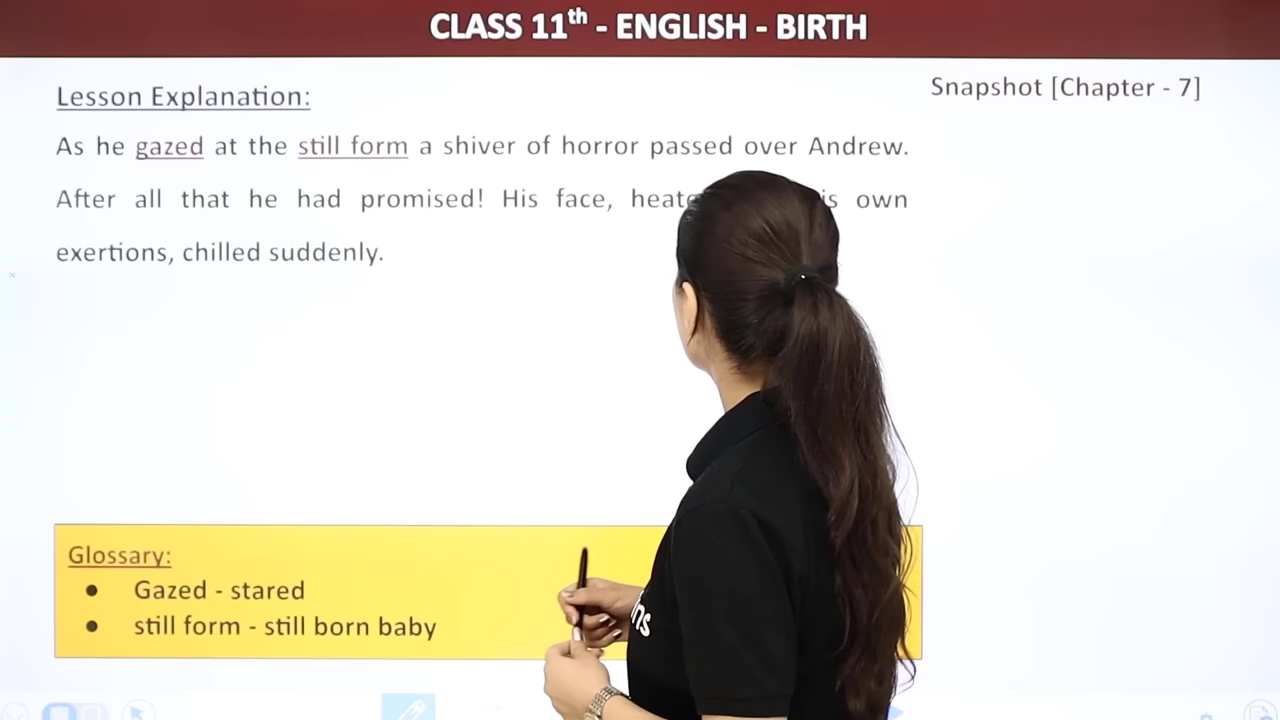 CLASS 11th - ENGLISH - BIRTH
Snapshot [Chapter - 7]
Lesson Explanation:
As he gazed at the still form a shiver of horror passed over Andrew.
After all that he had promised! His face, own
exertions, chilled suddenly.
Glossary:
● Gazed - stared
● still form - still born baby